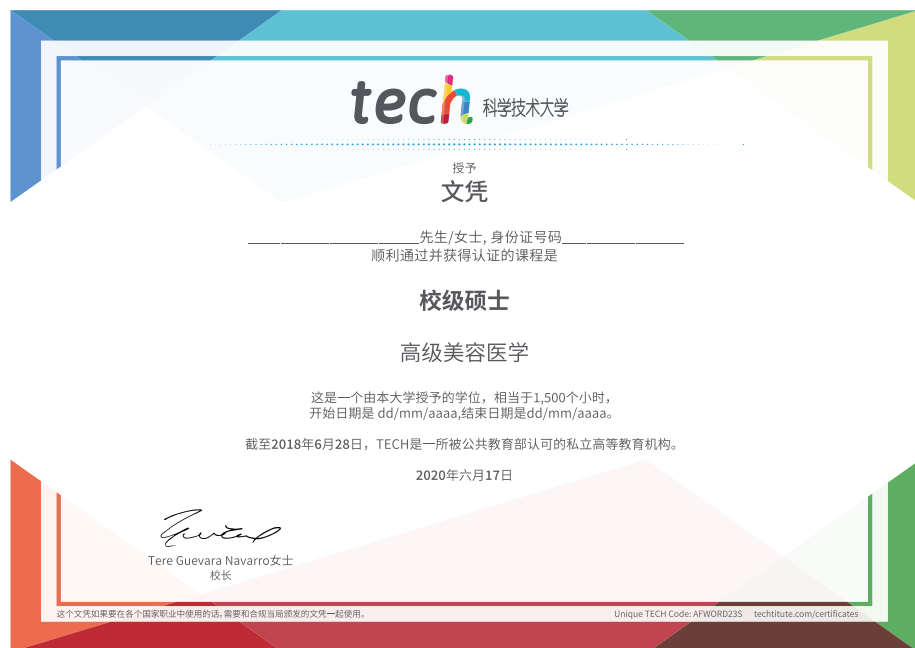 tech 科学技术大学
授予
文凭
先生/女士, 身份证号码
顺利通过并获得认证的课程是
校级硕士
高级美容医学
这是一个由本大学授予的学位，相当于1,500个小时，
开始日期是 dd/mm/aaaa,结束日期是dd/mm/aaaa。
截至2018年6月28日，TECH是一所被公共教育部认可的私立高等教育机构。
2020年六月17日
Tere Guevara Navarro女士
校长
这个文凭如果要在各个国家职业中使用的话,需要和合规当局颁发的文凭一起使用。 Unique TECH Code: AFWORD23S techtitute.com/certificates